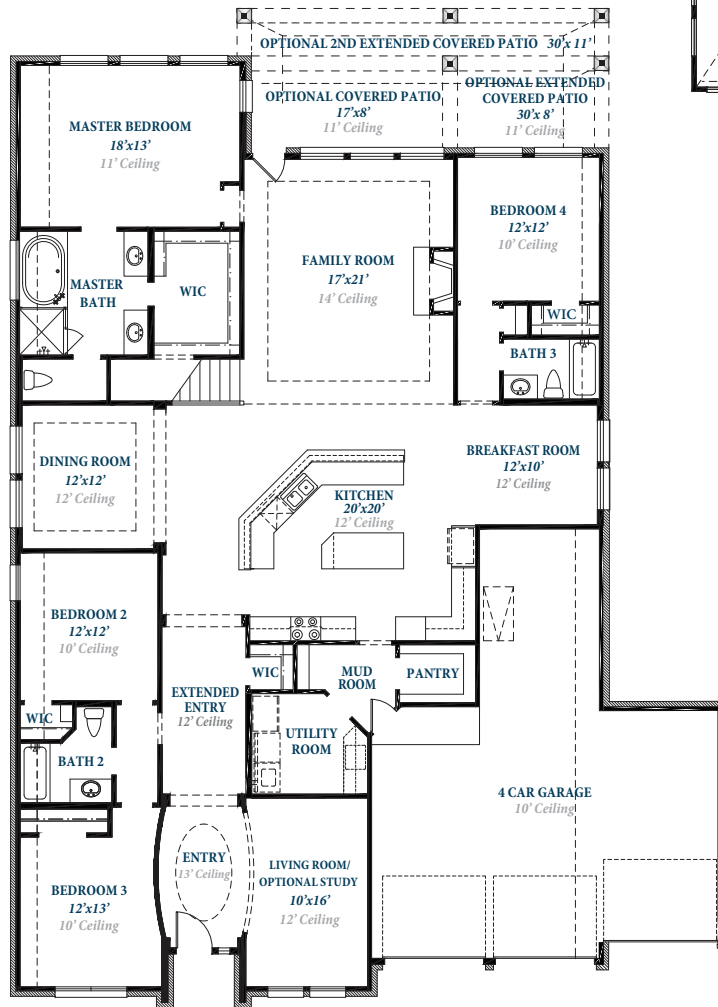 OPTIONAL 2ND EXTENDED COVERED PATIO 30'x 11'
OPTIONAL COVERED PATIO
17'x8'
11' Ceiling
OPTIONAL EXTENDED
COVERED PATIO
30'x 8'
11' Ceiling
MASTER BEDROOM
18'x13'
11' Ceiling
BEDROOM 4
12'x12'
10' Ceiling
FAMILY ROOM
17'x21'
14' Ceiling
MASTER
BATH
WIC
WIC
BATH 3
DINING ROOM
12'x12'
12' Ceiling
BREAKFAST ROOM
12'x10'
12' Ceiling
KITCHEN
20'x20'
12' Ceiling
BEDROOM 2
12'x12'
10' Ceiling
WIC
MUD
ROOM
PANTRY
EXTENDED
ENTRY
12' Ceiling
WIC
UTILITY
ROOM
BATH 2
4 CAR GARAGE
10' Ceiling
ENTRY
13' Ceiling
LIVING ROOM/
OPTIONAL STUDY
10'x16'
12' Ceiling
BEDROOM 3
12'x13'
10' Ceiling